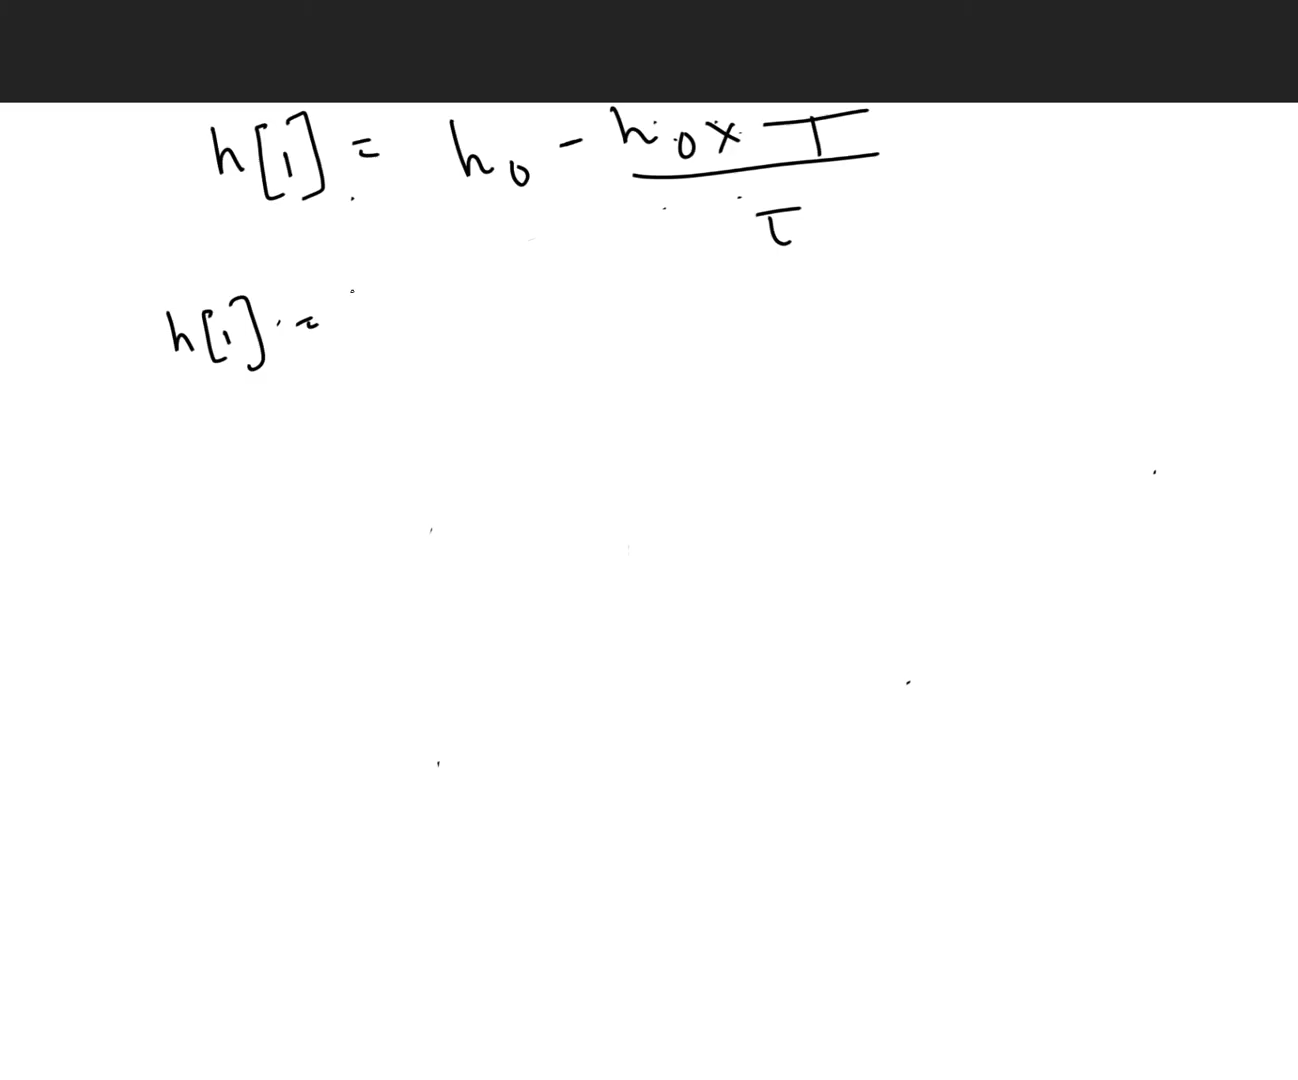 h[1] = h₀ - h₀ x T
τ
h[1] =